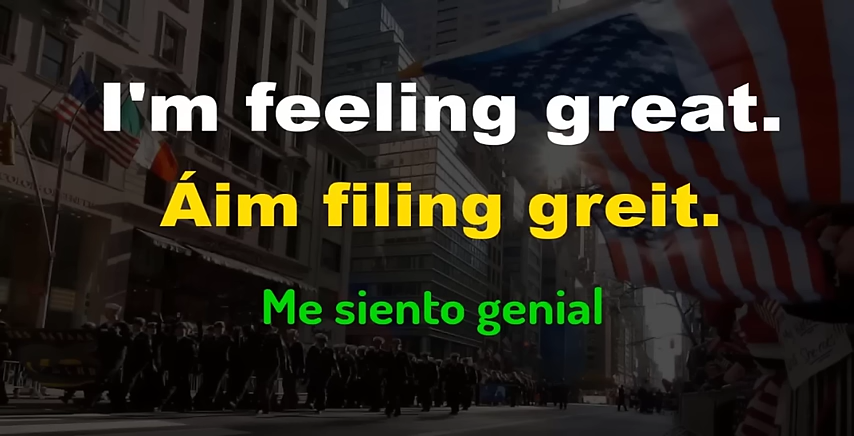 I'm feeling great.
Áim filing greit.
Me siento genial